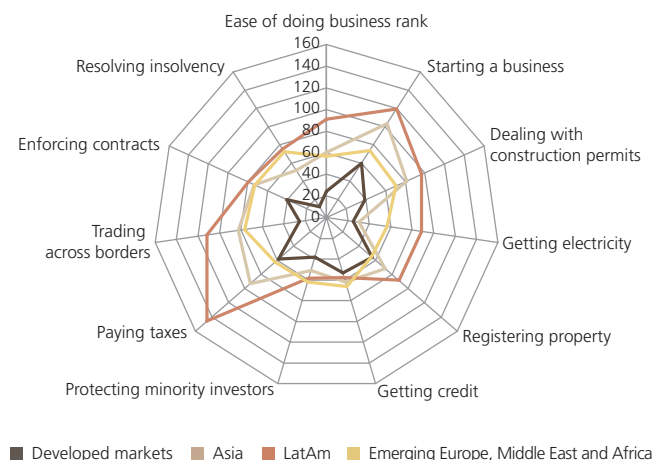 Ease of doing business rank
160
140
120
100
80
60
40
20
0
Starting a business
Dealing with
construction permits
Getting electricity
Registering property
Getting credit
Protecting minority investors
Paying taxes
Trading
across borders
Enforcing contracts
Resolving insolvency
Developed markets Asia LatAm Emerging Europe, Middle East and Africa